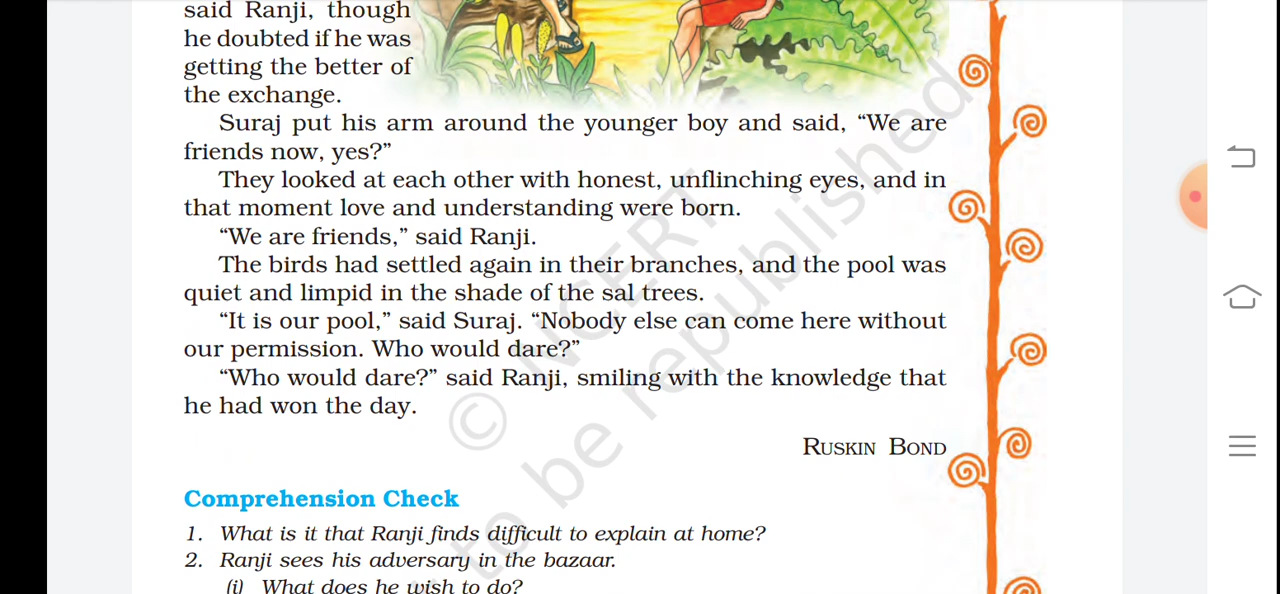 said Ranji, though
he doubted if he was
getting the better of
the exchange.
Suraj put his arm around the younger boy and said, “We are
friends now, yes?”
They looked at each other with honest, unflinching eyes, and in
that moment love and understanding were born.
“We are friends,” said Ranji.
The birds had settled again in their branches, and the pool was
quiet and limpid in the shade of the sal trees.
“It is our pool,” said Suraj. “Nobody else can come here without
our permission. Who would dare?”
“Who would dare?” said Ranji, smiling with the knowledge that
he had won the day.
RUSKIN BOND
Comprehension Check
1. What is it that Ranji finds difficult to explain at home?
2. Ranji sees his adversary in the bazaar.
(i) What does he wish to do?
© NCERT
to be republished